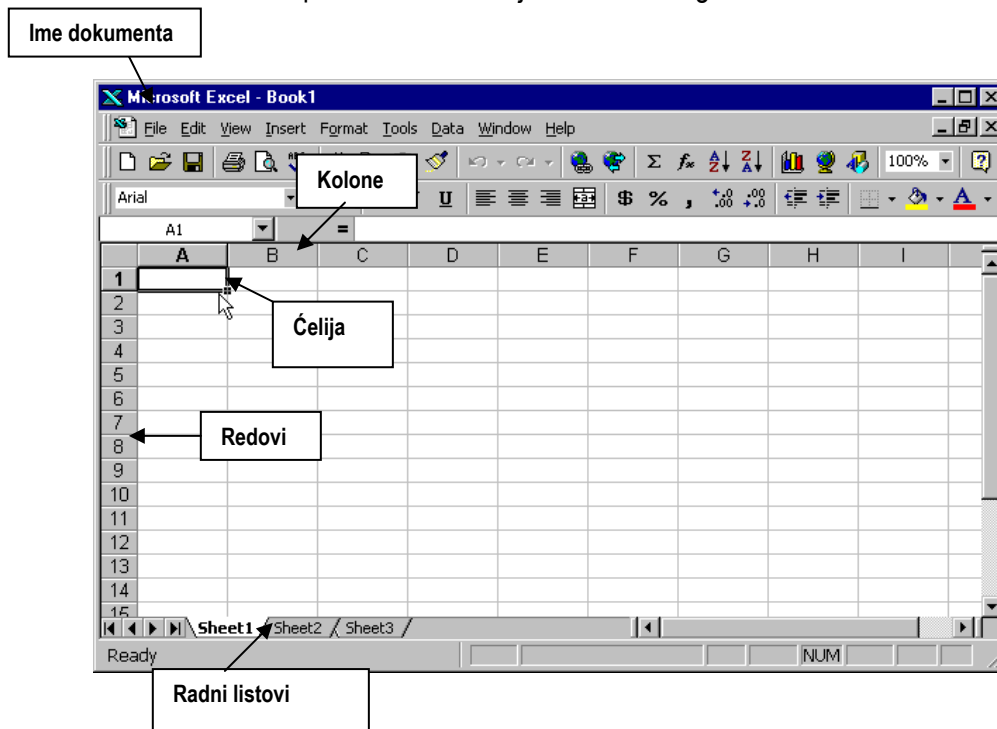 Ime dokumenta
Microsoft Excel - Book1
File Edit View Insert Format Tools Data Window Help
100%
Kolone
Arial U $ % ,
A1 =
A B C D E F G H I
1
2
3
Ćelija
4
5
6
7
Redovi
8
9
10
11
12
13
14
15
Sheet1 Sheet2 Sheet3
Ready NUM
Radni listovi